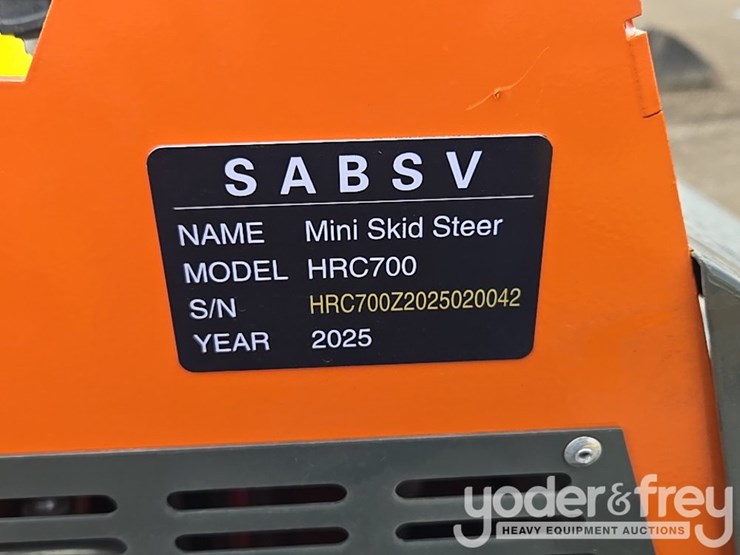 SABSV
NAME Mini Skid Steer
MODEL HRC700
S/N HRC700Z2025020042
YEAR 2025
yoder&frey
HEAVY EQUIPMENT AUCTIONS